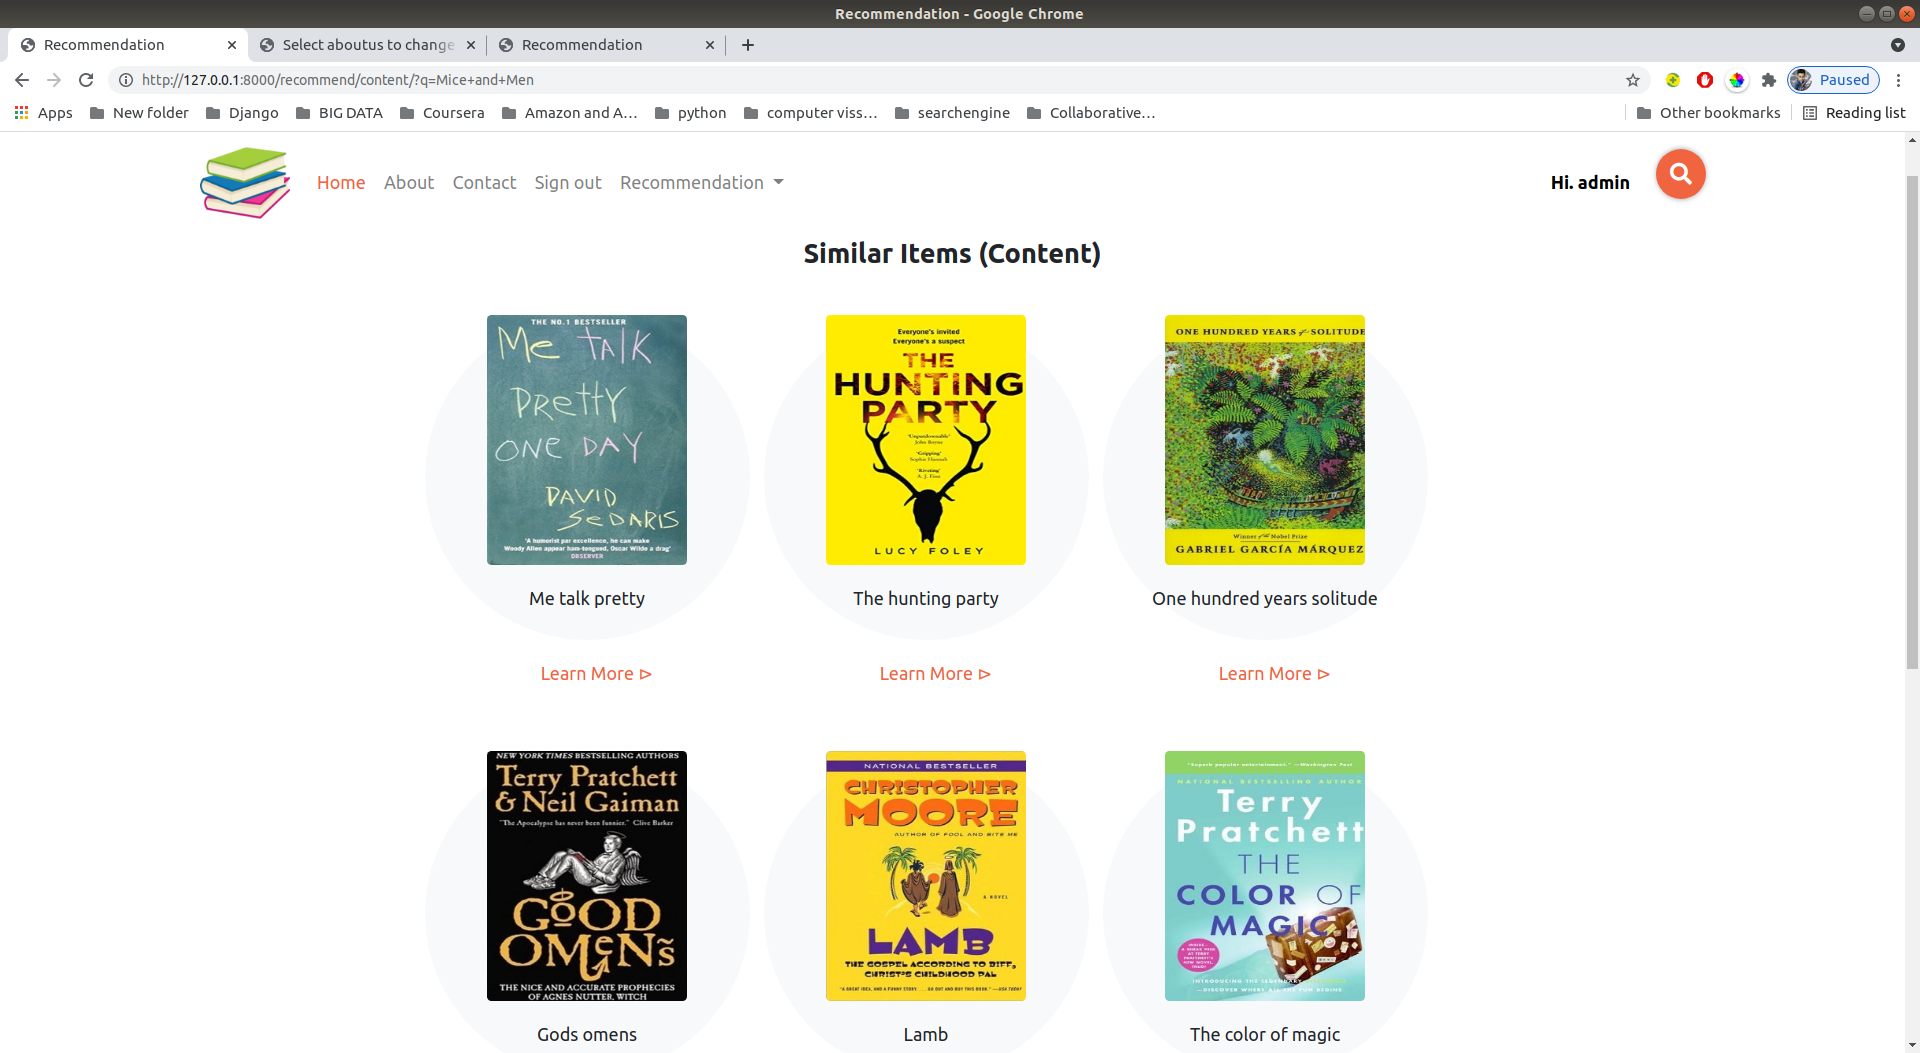 Recommendation - Google Chrome
Recommendation
Select aboutus to change
Recommendation
http://127.0.0.1:8000/recommend/content/?q=Mice+and+Men
Paused
Apps
New folder
Django
BIG DATA
Coursera
Amazon and A...
python
computer viss...
searchengine
Collaborative...
Other bookmarks
Reading list
Home
About
Contact
Sign out
Recommendation
Hi. admin
Similar Items (Content)
THE NO.1 BESTSELLER
Me TALK
PRETTY
ONE DAY
DAVID
SEDARIS
'A humorist par excellence, he can make
Woody Allen appear ham-tongued, Oscar Wilde a drag'
OBSERVER
Me talk pretty
Learn More ⊳
Everyone's invited
Everyone's a suspect
THE
HUNTING
PARTY
'Unputdownable'
'Gripping'
'Riveting'
LUCY FOLEY
The hunting party
Learn More ⊳
ONE HUNDRED YEARS of SOLITUDE
Winner of the Nobel Prize
GABRIEL GARCÍA MÁRQUEZ
One hundred years solitude
Learn More ⊳
NEW YORK TIMES BESTSELLING AUTHORS
Terry Pratchett
& Neil Gaiman
"The Apocalypse has never been funnier." Clive Barker
GOOD
OMENS
THE NICE AND ACCURATE PROPHECIES
OF AGNES NUTTER, WITCH
Gods omens
NATIONAL BESTSELLER
CHRISTOPHER
MOORE
AUTHOR OF FOOL AND BITE ME
A NOVEL
LAMB
THE GOSPEL ACCORDING TO BIFF,
CHRIST'S CHILDHOOD PAL
Lamb
"Superb popular entertainment." —Washington Post
NATIONAL BESTSELLING AUTHOR
Terry
Pratchett
THE
COLOR OF
MAGIC
The color of magic